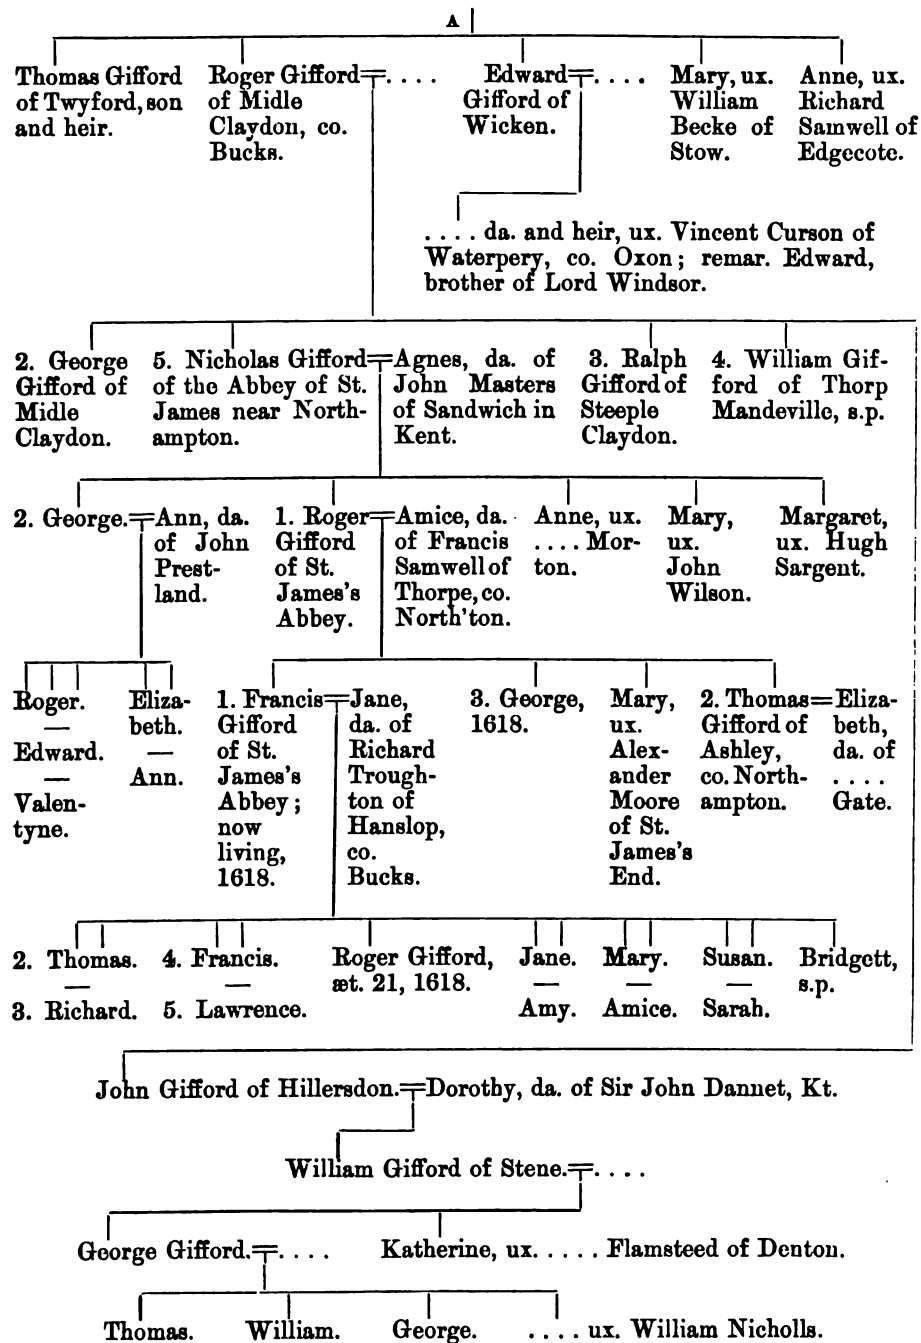 A
Thomas Gifford
of Twyford, son
and heir.
Roger Gifford=. . . .
of Midle
Claydon, co.
Bucks.
Edward=. . . .
Gifford of
Wicken.
Mary, ux.
William
Becke of
Stow.
Anne, ux.
Richard
Samwell of
Edgecote.
. . . . da. and heir, ux. Vincent Curson of
Waterpery, co. Oxon; remar. Edward,
brother of Lord Windsor.
2. George
Gifford of
Midle
Claydon.
5. Nicholas Gifford=
of the Abbey of St.
James near North-
ampton.
Agnes, da. of
John Masters
of Sandwich in
Kent.
3. Ralph
Gifford of
Steeple
Claydon.
4. William Gif-
ford of Thorp
Mandeville, s.p.
2. George.=
Ann, da.
of John
Prest-
land.
1. Roger=
Gifford
of St.
James's
Abbey.
Amice, da.
of Francis
Samwell of
Thorpe, co.
North'ton.
Anne, ux.
. . . . Mor-
ton.
Mary,
ux.
John
Wilson.
Margaret,
ux. Hugh
Sargent.
Roger.
—
Edward.
—
Valen-
tyne.
Eliza-
beth.
—
Ann.
1. Francis=
Gifford
of St.
James's
Abbey;
now
living,
1618.
Jane,
da. of
Richard
Trough-
ton of
Hanslop,
co.
Bucks.
3. George,
1618.
Mary,
ux.
Alex-
ander
Moore
of St.
James's
End.
2. Thomas=
Gifford of
Ashley,
co. North-
ampton.
Eliza-
beth,
da. of
. . . .
Gate.
2. Thomas.
—
3. Richard.
4. Francis.
—
5. Lawrence.
Roger Gifford,
æt. 21, 1618.
Jane.
—
Amy.
Mary.
—
Amice.
Susan.
—
Sarah.
Bridgett,
s.p.
John Gifford of Hillersdon.=Dorothy, da. of Sir John Dannet, Kt.
William Gifford of Stene.=. . . .
George Gifford.=. . . .
Katherine, ux. . . . . Flamsteed of Denton.
Thomas.
William.
George.
. . . . ux. William Nicholls.